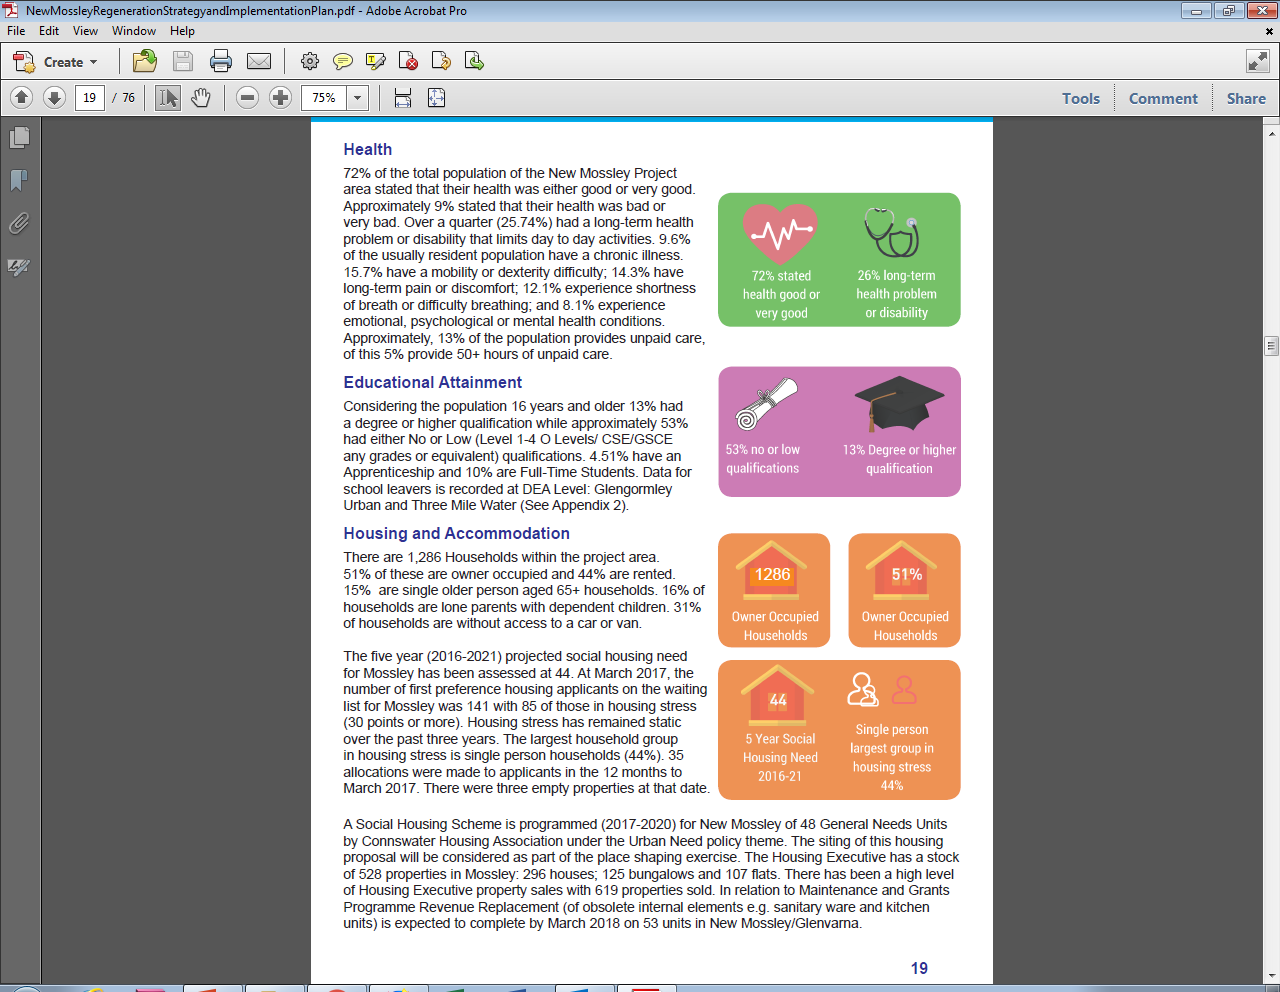 NewMossleyRegenerationStrategyandImplementationPlan.pdf - Adobe Acrobat Pro
File Edit View Window Help
Create
19 / 76 75% Tools Comment Share
Health
72% of the total population of the New Mossley Project
area stated that their health was either good or very good.
Approximately 9% stated that their health was bad or
very bad. Over a quarter (25.74%) had a long-term health
problem or disability that limits day to day activities. 9.6%
of the usually resident population have a chronic illness.
15.7% have a mobility or dexterity difficulty; 14.3% have
long-term pain or discomfort; 12.1% experience shortness
of breath or difficulty breathing; and 8.1% experience
emotional, psychological or mental health conditions.
Approximately, 13% of the population provides unpaid care,
of this 5% provide 50+ hours of unpaid care.
72% stated
health good or
very good
26% long-term
health problem
or disability
Educational Attainment
Considering the population 16 years and older 13% had
a degree or higher qualification while approximately 53%
had either No or Low (Level 1-4 O Levels/ CSE/GSCE
any grades or equivalent) qualifications. 4.51% have an
Apprenticeship and 10% are Full-Time Students. Data for
school leavers is recorded at DEA Level: Glengormley
Urban and Three Mile Water (See Appendix 2).
53% no or low
qualifications
13% Degree or higher
qualification
Housing and Accommodation
There are 1,286 Households within the project area.
51% of these are owner occupied and 44% are rented.
15%  are single older person aged 65+ households. 16% of
households are lone parents with dependent children. 31%
of households are without access to a car or van.
1286
Owner Occupied
Households
51%
Owner Occupied
Households
The five year (2016-2021) projected social housing need
for Mossley has been assessed at 44. At March 2017, the
number of first preference housing applicants on the waiting
list for Mossley was 141 with 85 of those in housing stress
(30 points or more). Housing stress has remained static
over the past three years. The largest household group
in housing stress is single person households (44%). 35
allocations were made to applicants in the 12 months to
March 2017. There were three empty properties at that date.
44
5 Year Social
Housing Need
2016-21
Single person
largest group in
housing stress
44%
A Social Housing Scheme is programmed (2017-2020) for New Mossley of 48 General Needs Units
by Connswater Housing Association under the Urban Need policy theme. The siting of this housing
proposal will be considered as part of the place shaping exercise. The Housing Executive has a stock
of 528 properties in Mossley: 296 houses; 125 bungalows and 107 flats. There has been a high level
of Housing Executive property sales with 619 properties sold. In relation to Maintenance and Grants
Programme Revenue Replacement (of obsolete internal elements e.g. sanitary ware and kitchen
units) is expected to complete by March 2018 on 53 units in New Mossley/Glenvarna.
19